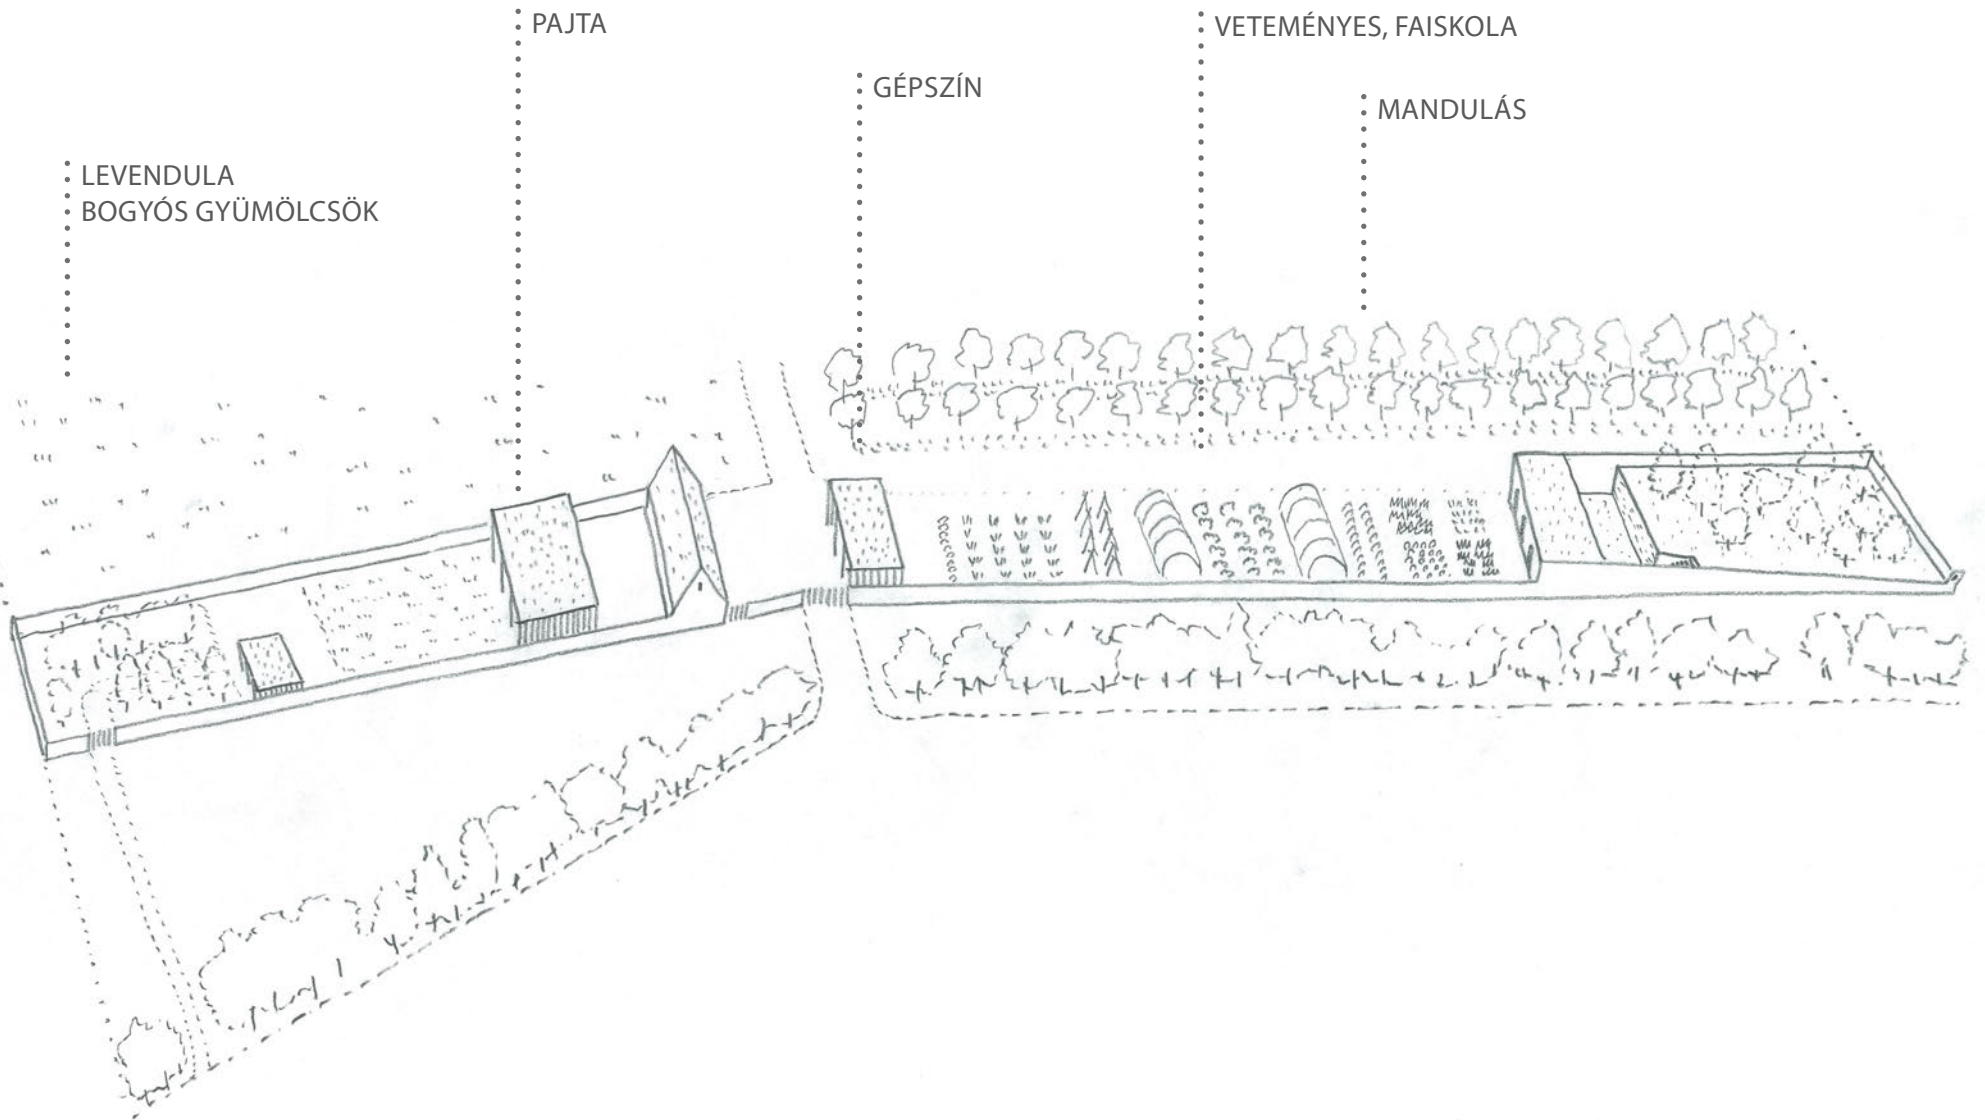 PAJTA
VETEMÉNYES, FAISKOLA
GÉPSZÍN
MANDULÁS
LEVENDULA
BOGYÓS GYÜMÖLCSÖK